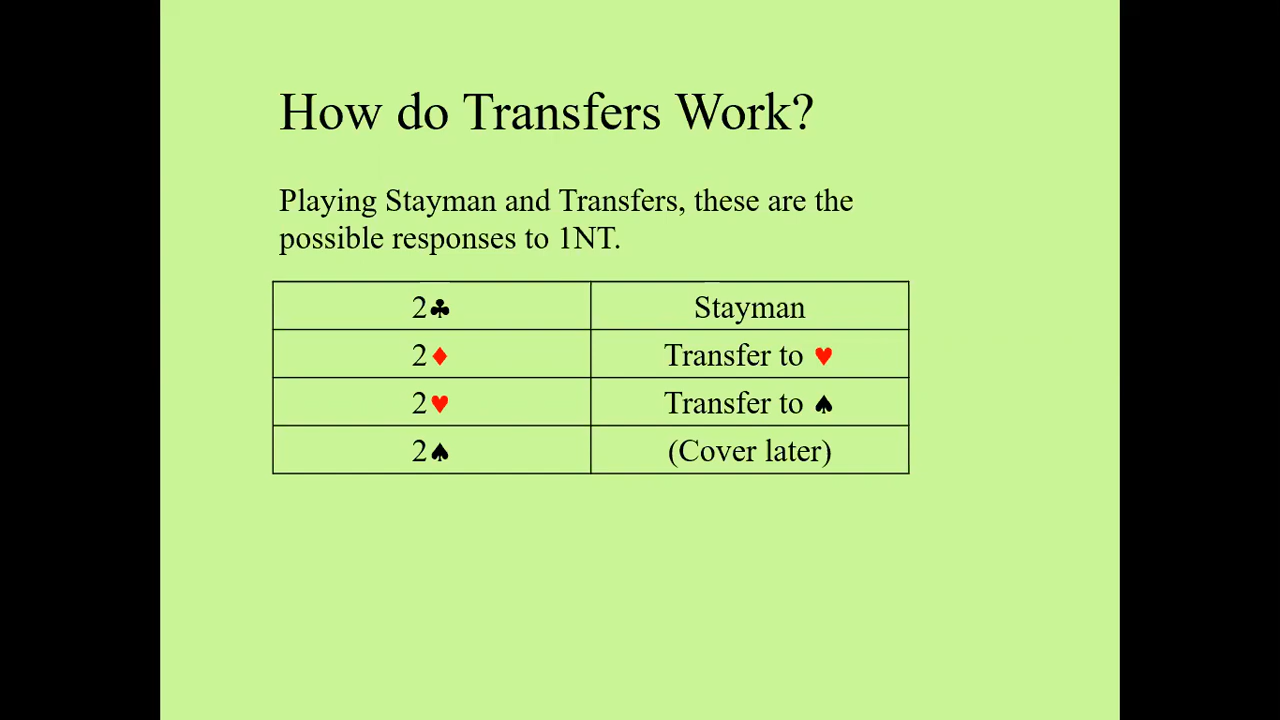 How do Transfers Work?
Playing Stayman and Transfers, these are the
possible responses to 1NT.
2♣ Stayman
2♦ Transfer to ♥
2♥ Transfer to ♠
2♠ (Cover later)